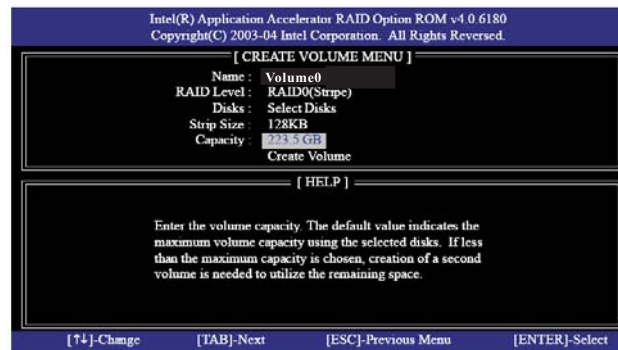 Intel(R) Application Accelerator RAID Option ROM v4.0.6180
Copyright(C) 2003-04 Intel Corporation. All Rights Reversed.
[ CREATE VOLUME MENU ]
Name : Volume0
RAID Level : RAID0(Stripe)
Disks : Select Disks
Strip Size : 128KB
Capacity : 223.5 GB
Create Volume
[ HELP ]
Enter the volume capacity. The default value indicates the
maximum volume capacity using the selected disks. If less
than the maximum capacity is chosen, creation of a second
volume is needed to utilize the remaining space.
[↑↓]-Change [TAB]-Next [ESC]-Previous Menu [ENTER]-Select